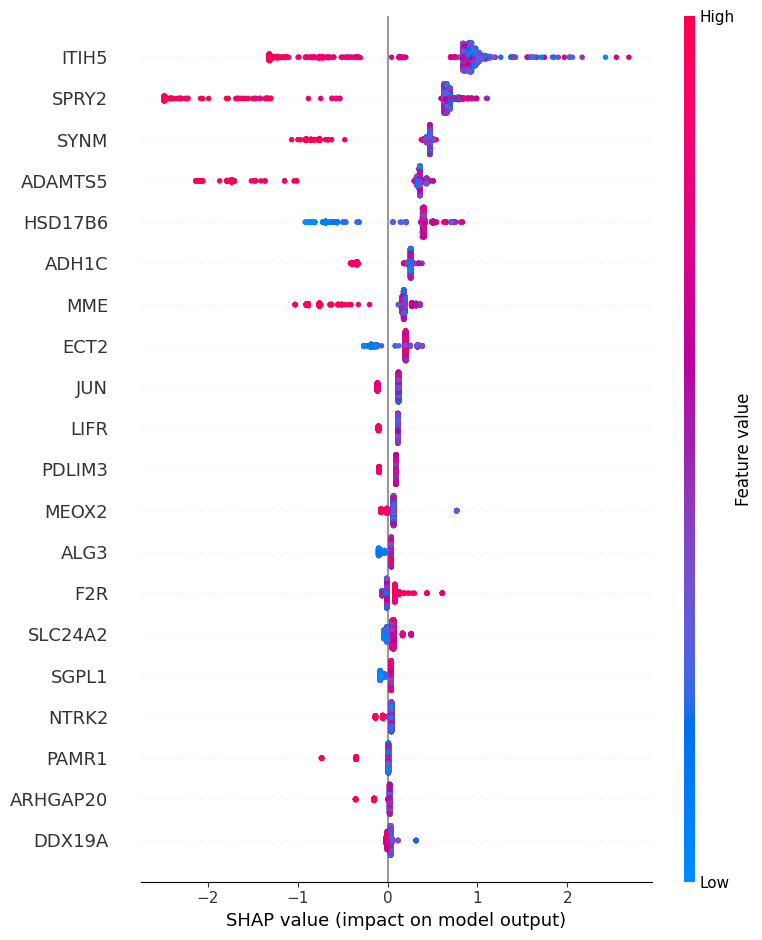 High
ITIH5
SPRY2
SYNM
ADAMTS5
HSD17B6
ADH1C
MME
ECT2
JUN
LIFR
PDLIM3
MEOX2
ALG3
F2R
SLC24A2
SGPL1
NTRK2
PAMR1
ARHGAP20
DDX19A
Low
Feature value
−2 −1 0 1 2
SHAP value (impact on model output)